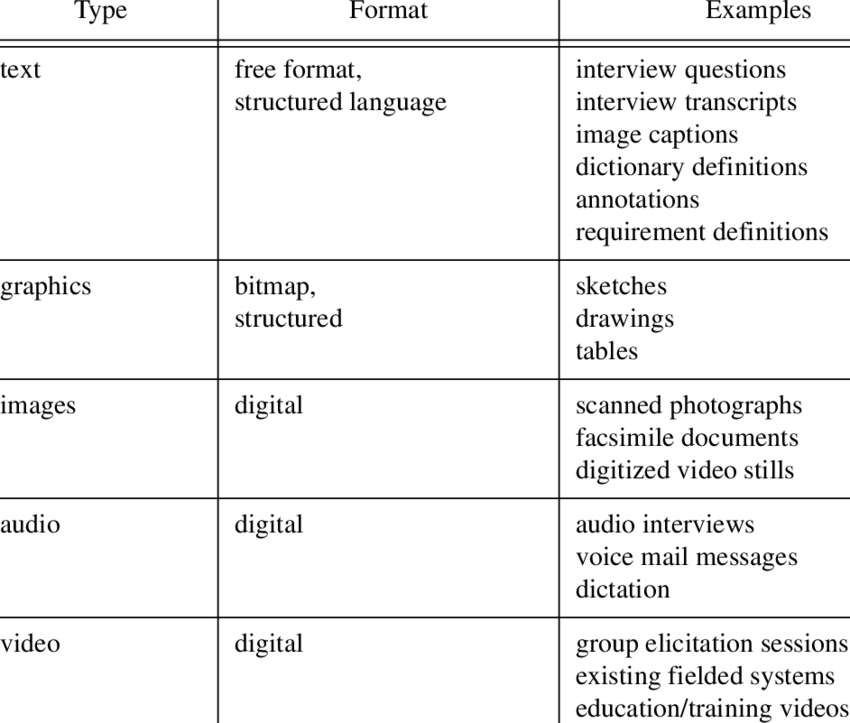 Type Format Examples
text free format, interview questions
structured language interview transcripts
image captions
dictionary definitions
annotations
requirement definitions
graphics bitmap, sketches
structured drawings
tables
images digital scanned photographs
facsimile documents
digitized video stills
audio digital audio interviews
voice mail messages
dictation
video digital group elicitation sessions
existing fielded systems
education/training videos